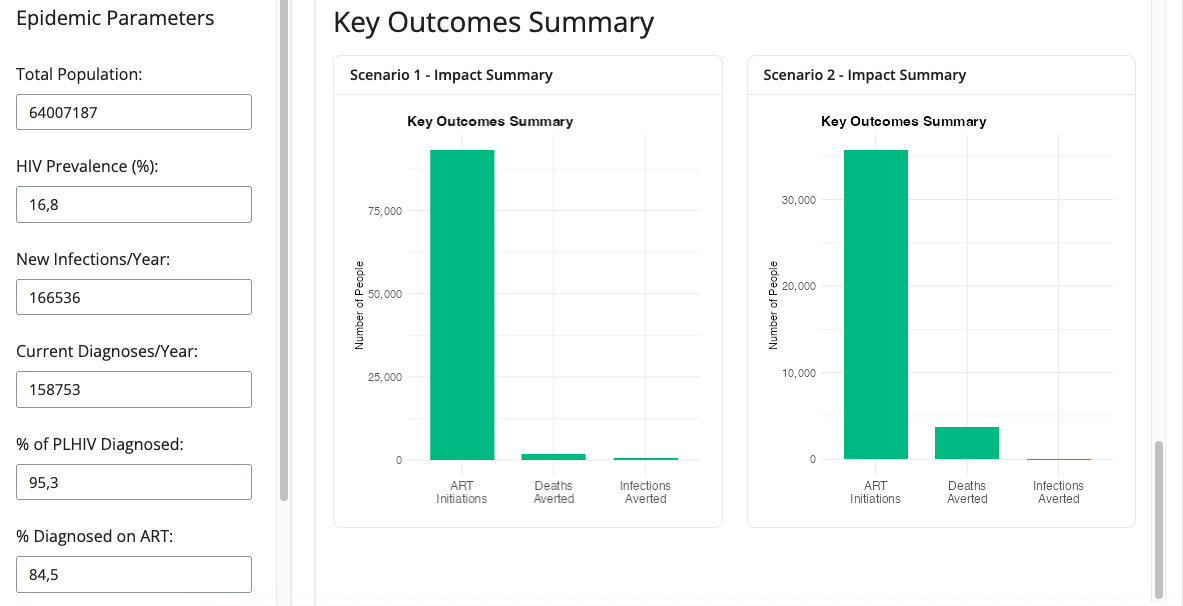 Epidemic Parameters
Total Population:
64007187
HIV Prevalence (%):
16,8
New Infections/Year:
166536
Current Diagnoses/Year:
158753
% of PLHIV Diagnosed:
95,3
% Diagnosed on ART:
84,5
Key Outcomes Summary
Scenario 1 - Impact Summary
Key Outcomes Summary
Number of People
75,000
50,000
25,000
0
ART
Initiations
Deaths
Averted
Infections
Averted
Scenario 2 - Impact Summary
Key Outcomes Summary
Number of People
30,000
20,000
10,000
0
ART
Initiations
Deaths
Averted
Infections
Averted